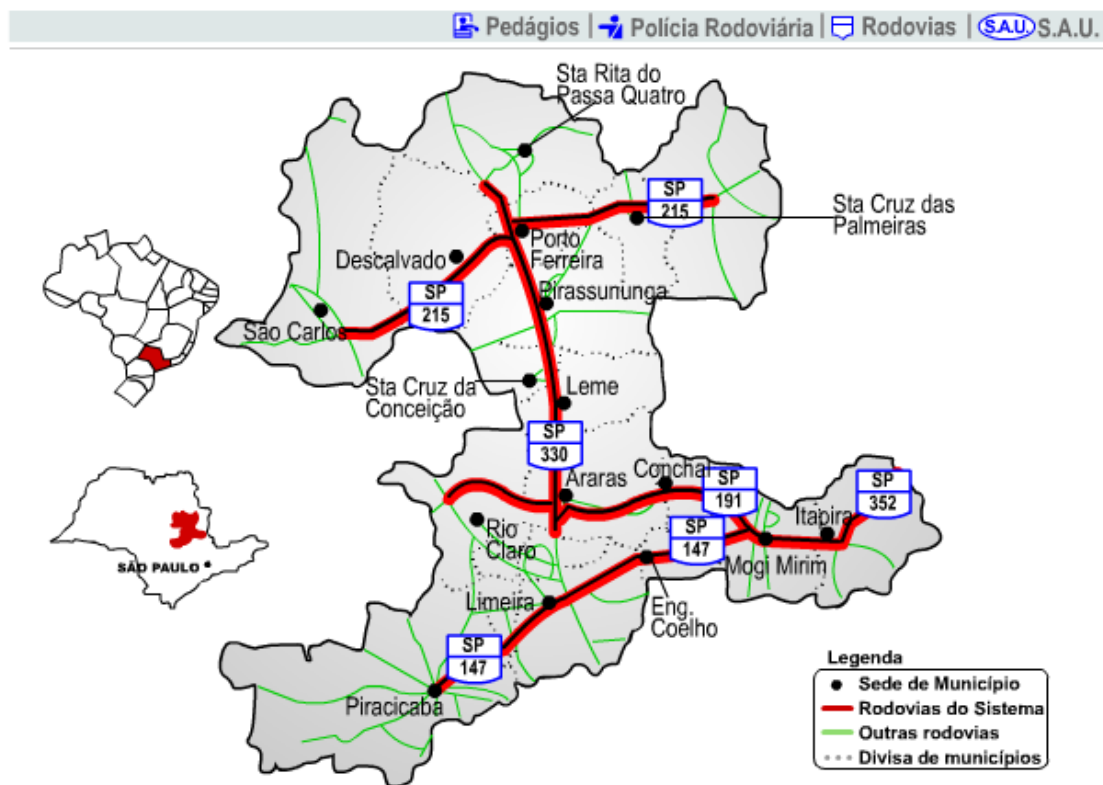 Pedágios | Polícia Rodoviária | Rodovias | S.A.U. S.A.U.
Sta Rita do
Passa Quatro
SP
215
Sta Cruz das
Palmeiras
Porto
Ferreira
Descalvado
Pirassununga
SP
215
São Carlos
Sta Cruz da
Conceição
Leme
SP
330
Araras
Conchal
SP
191
SP
352
Itapira
Rio
Claro
SP
147
Mogi Mirim
SÃO PAULO
Limeira
Eng.
Coelho
SP
147
Piracicaba
Legenda
Sede de Município
Rodovias do Sistema
Outras rodovias
Divisa de municípios